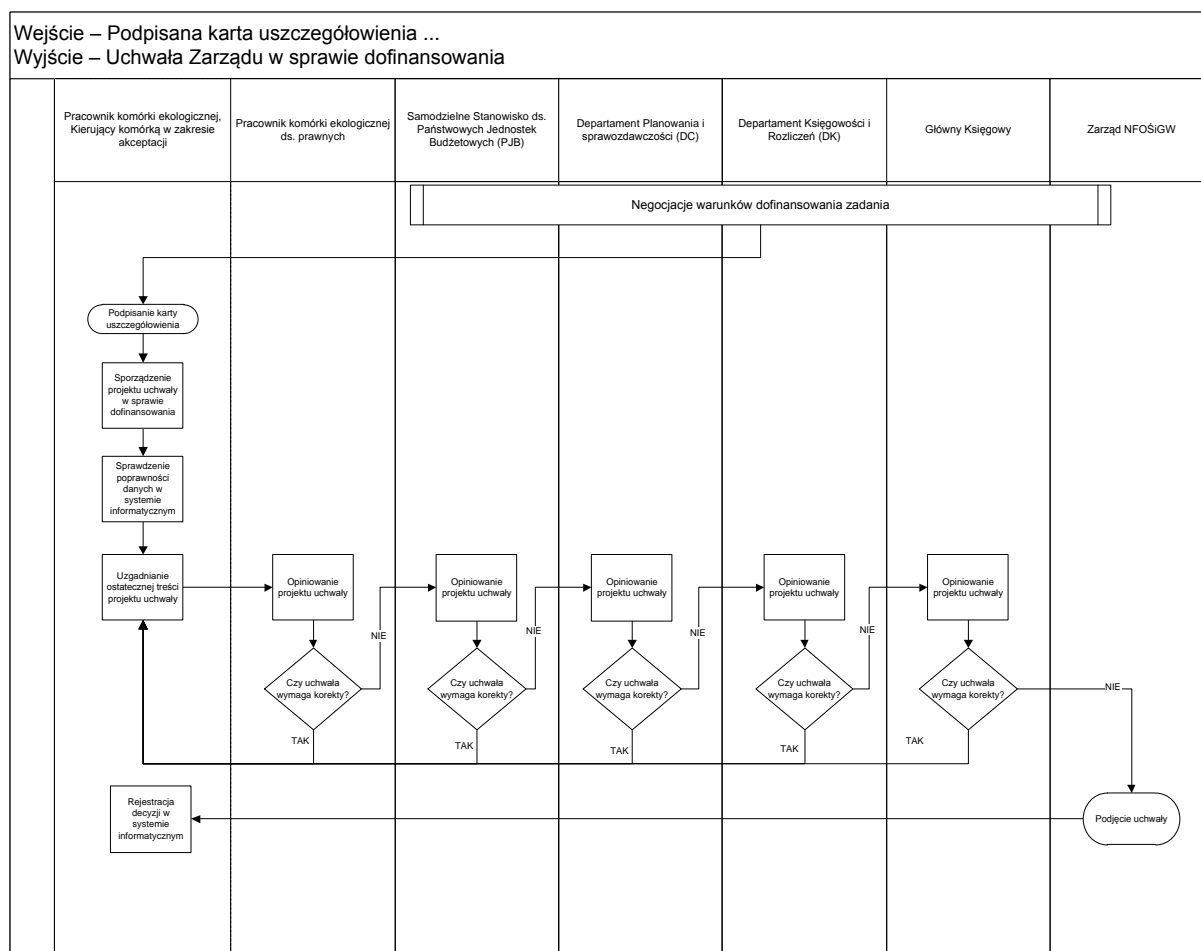 Wejście – Podpisana karta uszczegółowienia ...
Wyjście – Uchwała Zarządu w sprawie dofinansowania
Pracownik komórki ekologicznej,
Kierujący komórką w zakresie
akceptacji
Pracownik komórki ekologicznej
ds. prawnych
Samodzielne Stanowisko ds.
Państwowych Jednostek
Budżetowych (PJB)
Departament Planowania i
sprawozdawczości (DC)
Departament Księgowości i
Rozliczeń (DK)
Główny Księgowy
Zarząd NFOŚiGW
Negocjacje warunków dofinansowania zadania
Podpisanie karty
uszczegółowienia
Sporządzenie
projektu uchwały
w sprawie
dofinansowania
Sprawdzenie
poprawności
danych w
systemie
informatycznym
Uzgadnianie
ostatecznej treści
projektu uchwały
Opiniowanie
projektu uchwały
Opiniowanie
projektu uchwały
Opiniowanie
projektu uchwały
Opiniowanie
projektu uchwały
Opiniowanie
projektu uchwały
NIE
NIE
NIE
NIE
Czy uchwała
wymaga korekty?
Czy uchwała
wymaga korekty?
Czy uchwała
wymaga korekty?
Czy uchwała
wymaga korekty?
Czy uchwała
wymaga korekty?
NIE
TAK
TAK
TAK
TAK
TAK
Rejestracja
decyzji w
systemie
informatycznym
Podjęcie uchwały